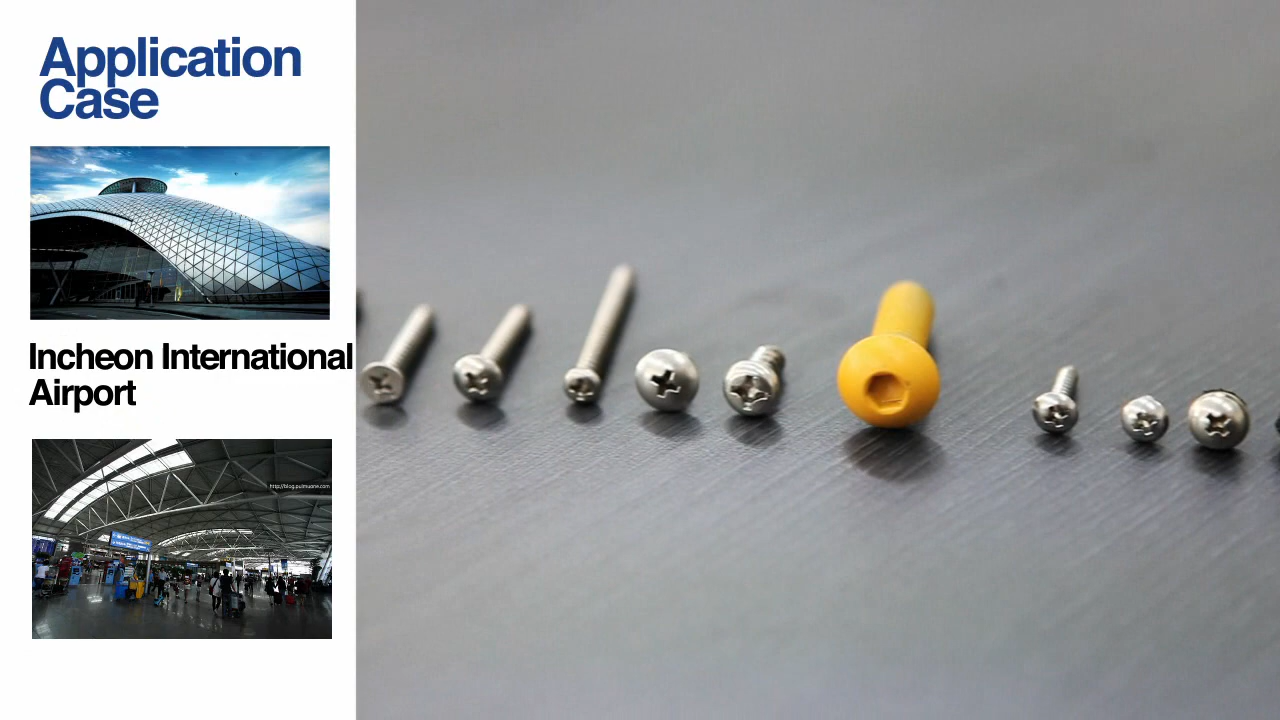 Application
Case
Incheon International
Airport
http://blog.pulmuone.com